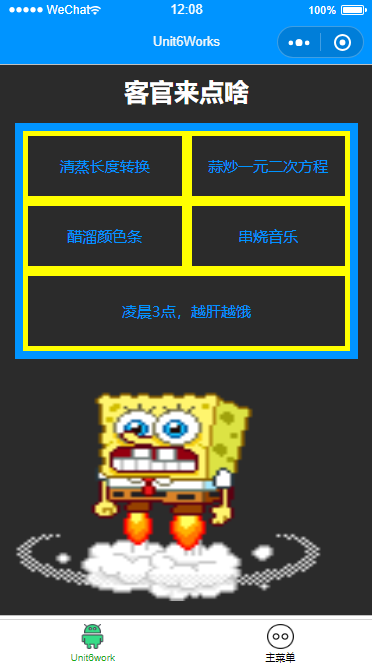 WeChat 12:08 100%
Unit6Works
客官来点啥
清蒸长度转换 蒜炒一元二次方程
醋溜颜色条 串烧音乐
凌晨3点，越肝越饿
Unit6work 主菜单